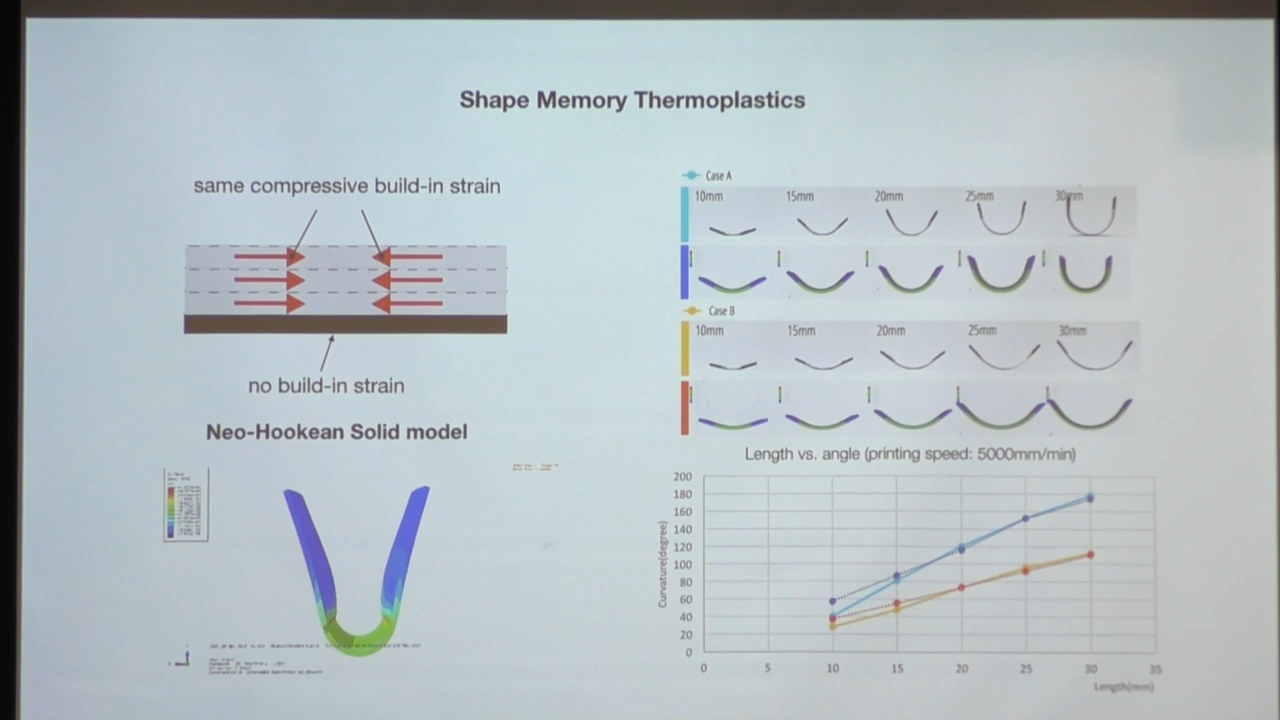 Shape Memory Thermoplastics
same compressive build-in strain
no build-in strain
Neo-Hookean Solid model
Case A
10mm 15mm 20mm 25mm 30mm
Case B
10mm 15mm 20mm 25mm 30mm
Length vs. angle (printing speed: 5000mm/min)
Curvature(degree)
200
180
160
140
120
100
80
60
40
20
0
0 5 10 15 20 25 30 35
Length(mm)